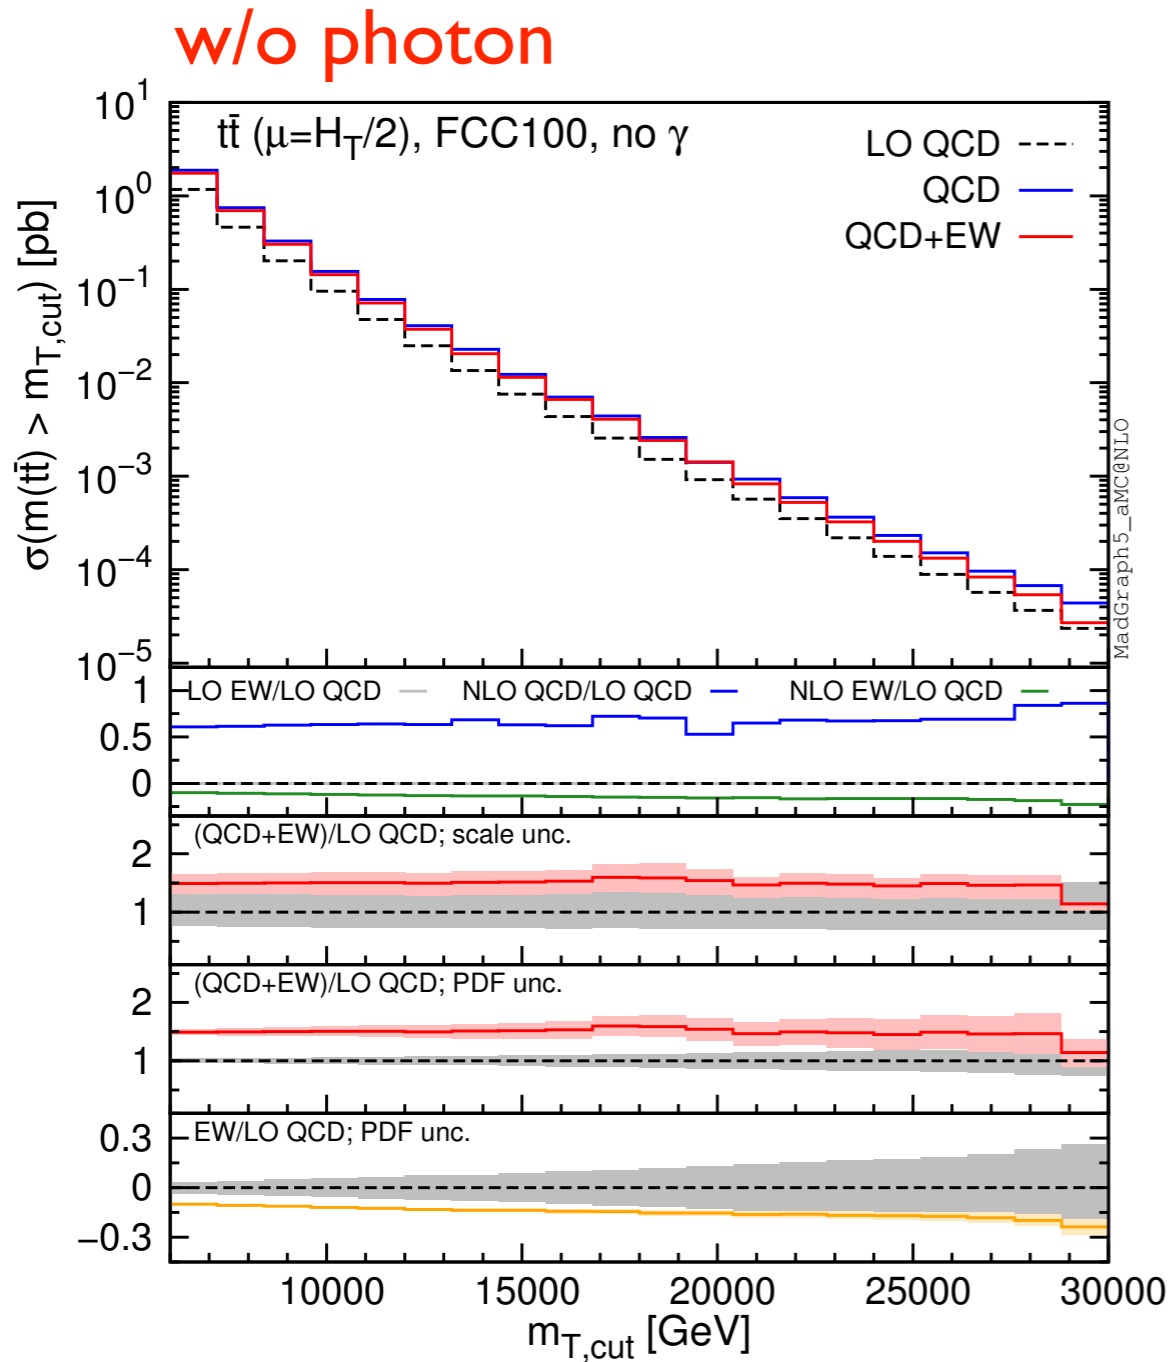 w/o photon
tt̄ (μ=H_T/2), FCC100, no γ
LO QCD
QCD
QCD+EW
σ(m(tt̄) > m_T,cut) [pb]
10^1
10^0
10^−1
10^−2
10^−3
10^−4
10^−5
MadGraph5_aMC@NLO
LO EW/LO QCD NLO QCD/LO QCD NLO EW/LO QCD
1
0.5
0
(QCD+EW)/LO QCD; scale unc.
2
1
(QCD+EW)/LO QCD; PDF unc.
2
1
EW/LO QCD; PDF unc.
0.3
0
−0.3
10000 15000 20000 25000 30000
m_T,cut [GeV]